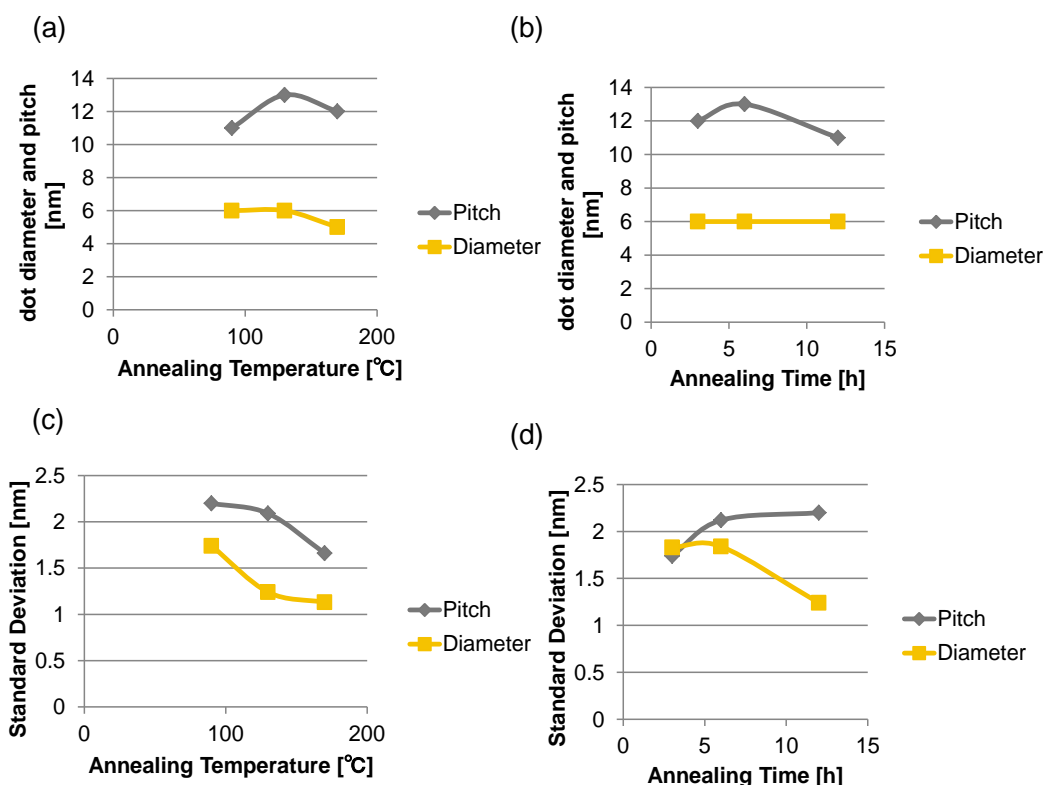 (a)
14
12
10
8
6
4
2
0
dot diameter and pitch
[nm]
0
100
200
Annealing Temperature [℃]
Pitch
Diameter
(b)
14
12
10
8
6
4
2
0
dot diameter and pitch
[nm]
0
5
10
15
Annealing Time [h]
Pitch
Diameter
(c)
2.5
2
1.5
1
0.5
0
Standard Deviation [nm]
0
100
200
Annealing Temperature [℃]
Pitch
Diameter
(d)
2.5
2
1.5
1
0.5
0
Standard Deviation [nm]
0
5
10
15
Annealing Time [h]
Pitch
Diameter